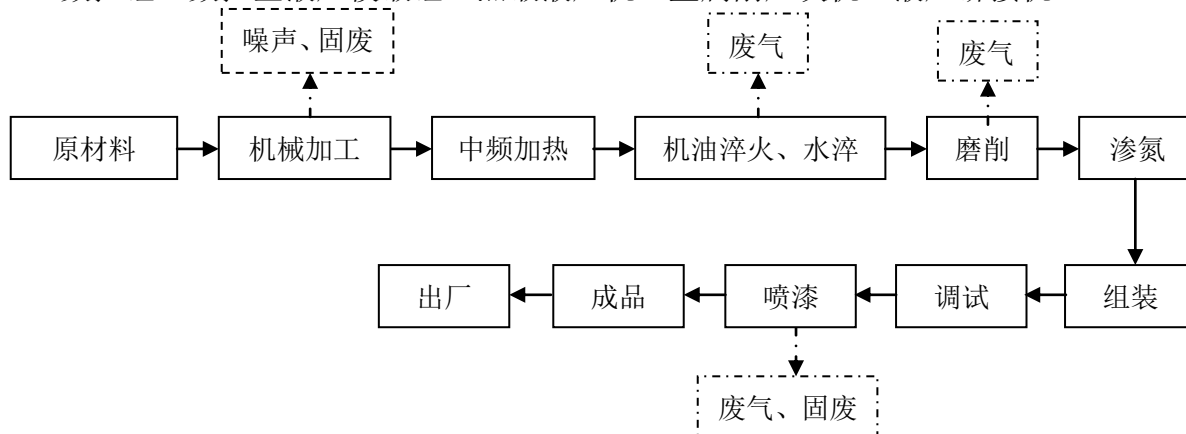 噪声、固废
废气
废气
原材料
机械加工
中频加热
机油淬火、水淬
磨削
渗氮
出厂
成品
喷漆
调试
组装
废气、固废